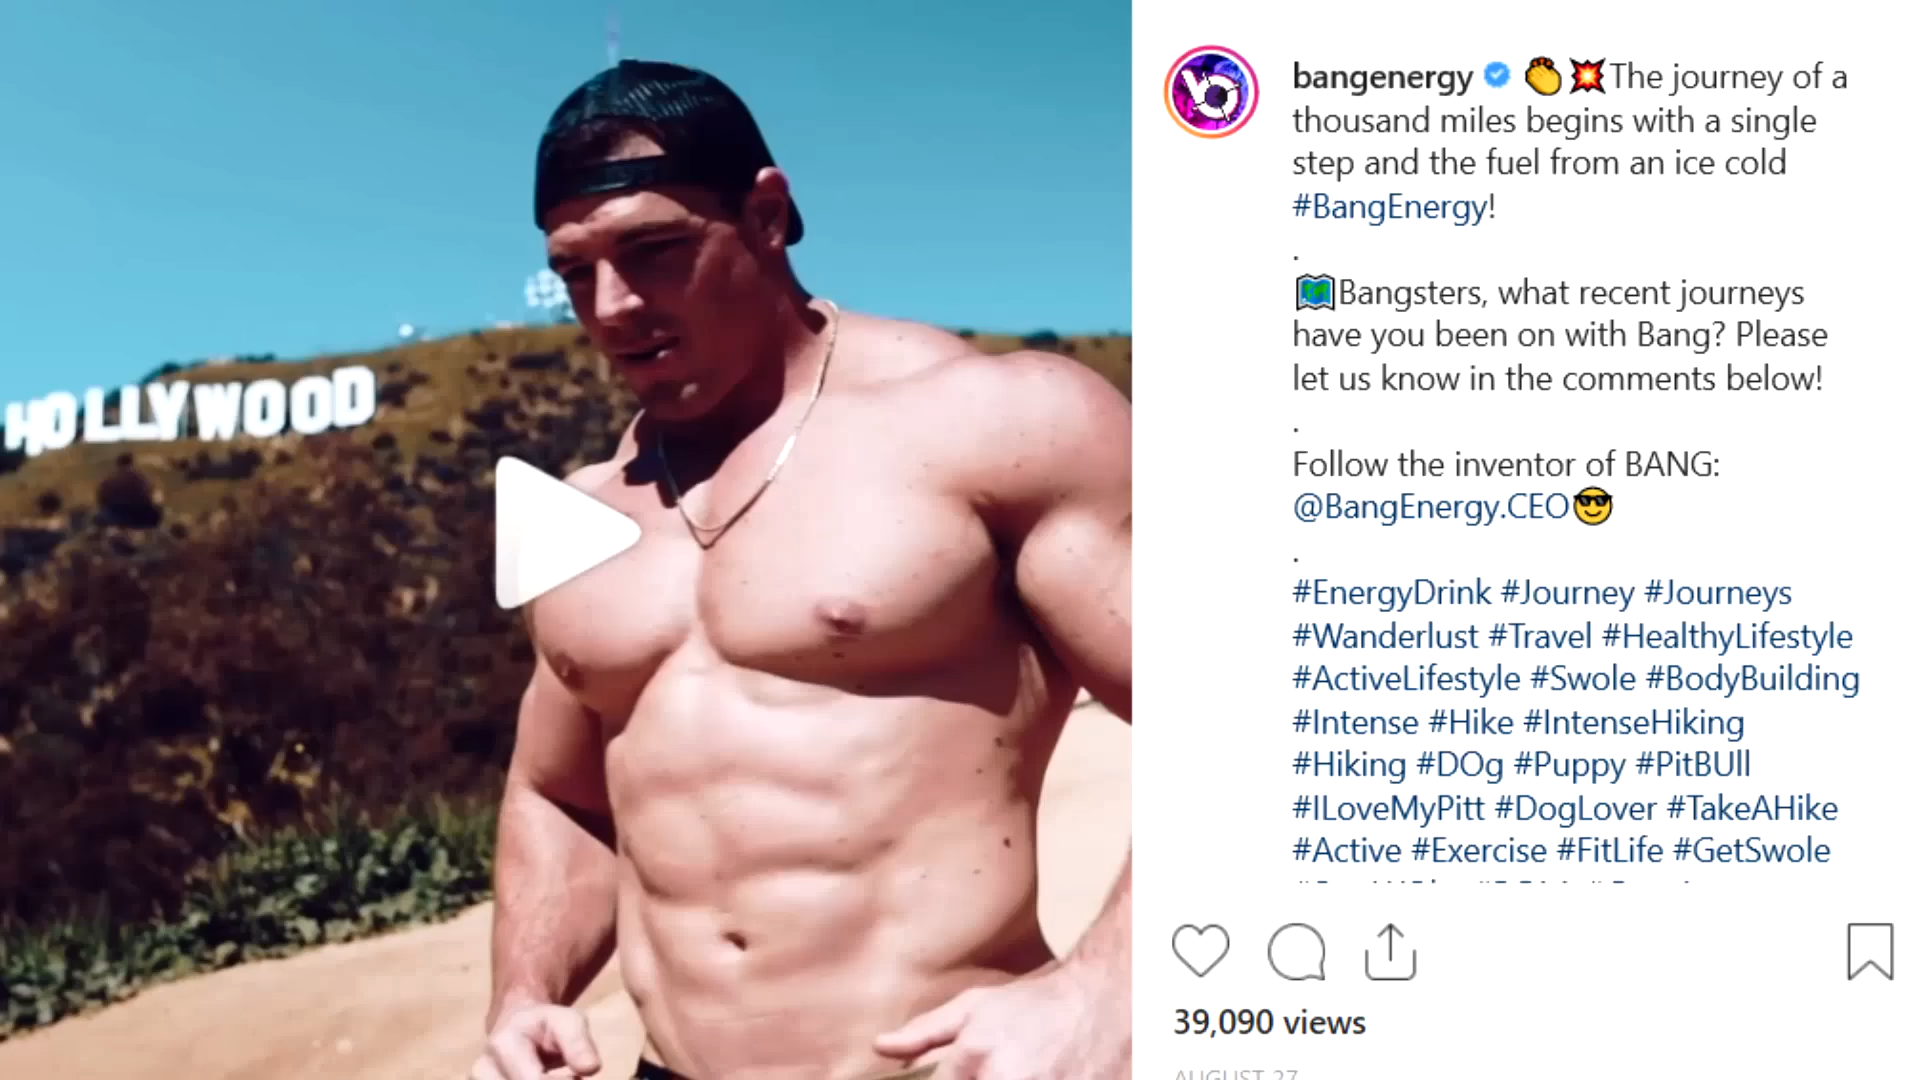 HOLLYWOOD
bangenergy 👏💥The journey of a
thousand miles begins with a single
step and the fuel from an ice cold
#BangEnergy!
.
🗺️Bangsters, what recent journeys
have you been on with Bang? Please
let us know in the comments below!
.
Follow the inventor of BANG:
@BangEnergy.CEO😎
.
#EnergyDrink #Journey #Journeys
#Wanderlust #Travel #HealthyLifestyle
#ActiveLifestyle #Swole #BodyBuilding
#Intense #Hike #IntenseHiking
#Hiking #DOg #Puppy #PitBUll
#ILoveMyPitt #DogLover #TakeAHike
#Active #Exercise #FitLife #GetSwole
39,090 views
AUGUST 27